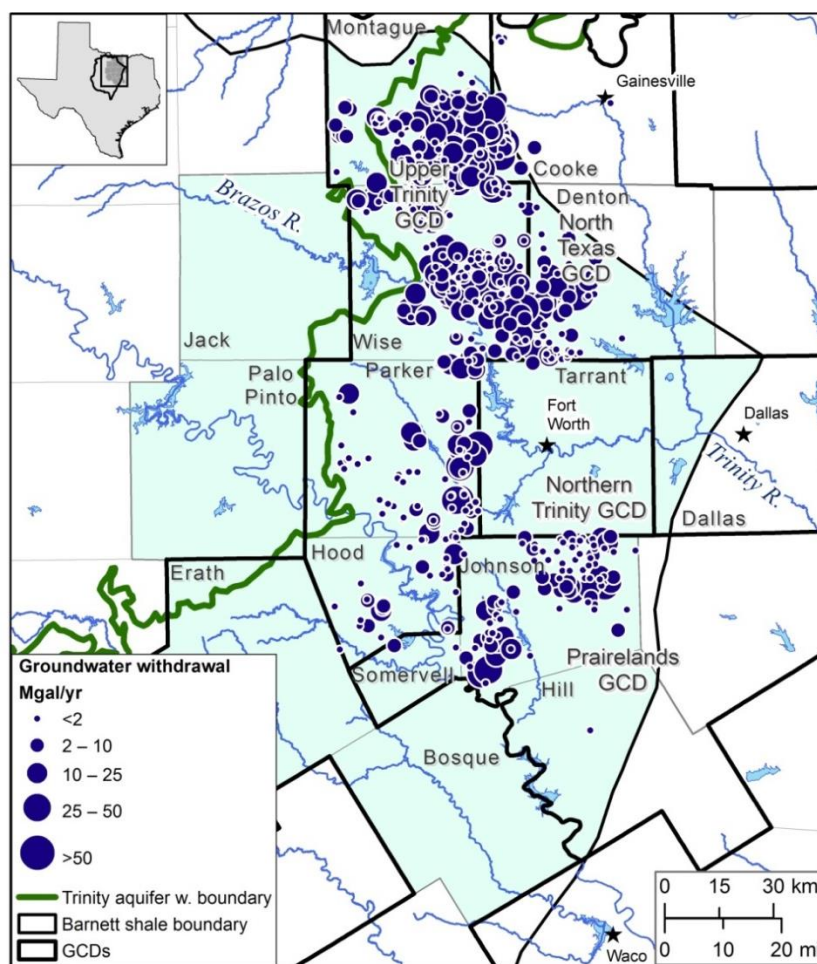 Montague
Gainesville
Upper
Trinity
GCD
Cooke
Denton
North
Texas
GCD
Brazos R.
Jack
Wise
Palo
Pinto
Parker
Tarrant
Fort
Worth
Dallas
Trinity R.
Northern
Trinity GCD
Dallas
Hood
Johnson
Erath
Somervell
Hill
Prairelands
GCD
Bosque
Waco
Groundwater withdrawal
Mgal/yr
<2
2 – 10
10 – 25
25 – 50
>50
Trinity aquifer w. boundary
Barnett shale boundary
GCDs
0 15 30 km
0 10 20 mi